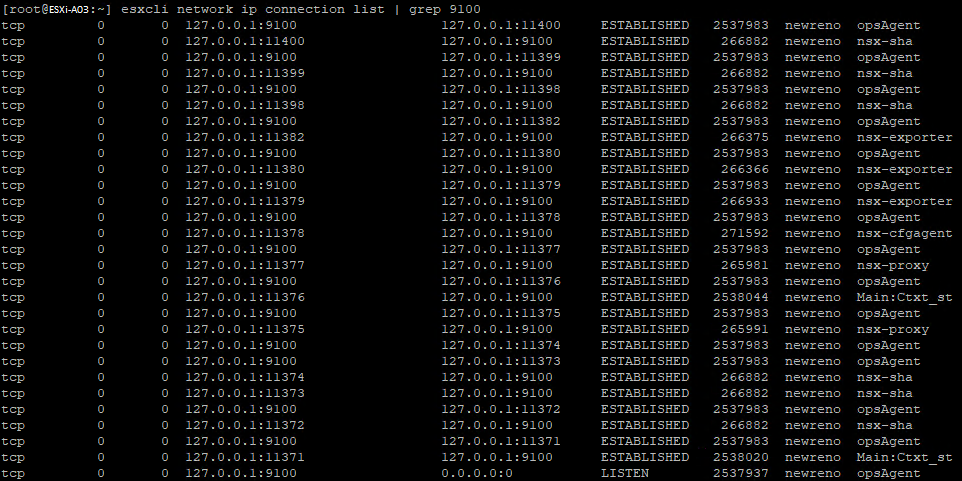 [root@ESXi-A03:~] esxcli network ip connection list | grep 9100
tcp 0 0 127.0.0.1:9100 127.0.0.1:11400 ESTABLISHED 2537983 newreno opsAgent
tcp 0 0 127.0.0.1:11400 127.0.0.1:9100 ESTABLISHED 266882 newreno nsx-sha
tcp 0 0 127.0.0.1:9100 127.0.0.1:11399 ESTABLISHED 2537983 newreno opsAgent
tcp 0 0 127.0.0.1:11399 127.0.0.1:9100 ESTABLISHED 266882 newreno nsx-sha
tcp 0 0 127.0.0.1:9100 127.0.0.1:11398 ESTABLISHED 2537983 newreno opsAgent
tcp 0 0 127.0.0.1:11398 127.0.0.1:9100 ESTABLISHED 266882 newreno nsx-sha
tcp 0 0 127.0.0.1:9100 127.0.0.1:11382 ESTABLISHED 2537983 newreno opsAgent
tcp 0 0 127.0.0.1:11382 127.0.0.1:9100 ESTABLISHED 266375 newreno nsx-exporter
tcp 0 0 127.0.0.1:9100 127.0.0.1:11380 ESTABLISHED 2537983 newreno opsAgent
tcp 0 0 127.0.0.1:11380 127.0.0.1:9100 ESTABLISHED 266366 newreno nsx-exporter
tcp 0 0 127.0.0.1:9100 127.0.0.1:11379 ESTABLISHED 2537983 newreno opsAgent
tcp 0 0 127.0.0.1:11379 127.0.0.1:9100 ESTABLISHED 266933 newreno nsx-exporter
tcp 0 0 127.0.0.1:9100 127.0.0.1:11378 ESTABLISHED 2537983 newreno opsAgent
tcp 0 0 127.0.0.1:11378 127.0.0.1:9100 ESTABLISHED 271592 newreno nsx-cfgagent
tcp 0 0 127.0.0.1:9100 127.0.0.1:11377 ESTABLISHED 2537983 newreno opsAgent
tcp 0 0 127.0.0.1:11377 127.0.0.1:9100 ESTABLISHED 265981 newreno nsx-proxy
tcp 0 0 127.0.0.1:9100 127.0.0.1:11376 ESTABLISHED 2537983 newreno opsAgent
tcp 0 0 127.0.0.1:11376 127.0.0.1:9100 ESTABLISHED 2538044 newreno Main:Ctxt_st
tcp 0 0 127.0.0.1:9100 127.0.0.1:11375 ESTABLISHED 2537983 newreno opsAgent
tcp 0 0 127.0.0.1:11375 127.0.0.1:9100 ESTABLISHED 265991 newreno nsx-proxy
tcp 0 0 127.0.0.1:9100 127.0.0.1:11374 ESTABLISHED 2537983 newreno opsAgent
tcp 0 0 127.0.0.1:9100 127.0.0.1:11373 ESTABLISHED 2537983 newreno opsAgent
tcp 0 0 127.0.0.1:11374 127.0.0.1:9100 ESTABLISHED 266882 newreno nsx-sha
tcp 0 0 127.0.0.1:11373 127.0.0.1:9100 ESTABLISHED 266882 newreno nsx-sha
tcp 0 0 127.0.0.1:9100 127.0.0.1:11372 ESTABLISHED 2537983 newreno opsAgent
tcp 0 0 127.0.0.1:11372 127.0.0.1:9100 ESTABLISHED 266882 newreno nsx-sha
tcp 0 0 127.0.0.1:9100 127.0.0.1:11371 ESTABLISHED 2537983 newreno opsAgent
tcp 0 0 127.0.0.1:11371 127.0.0.1:9100 ESTABLISHED 2538020 newreno Main:Ctxt_st
tcp 0 0 127.0.0.1:9100 0.0.0.0:0 LISTEN 2537937 newreno opsAgent